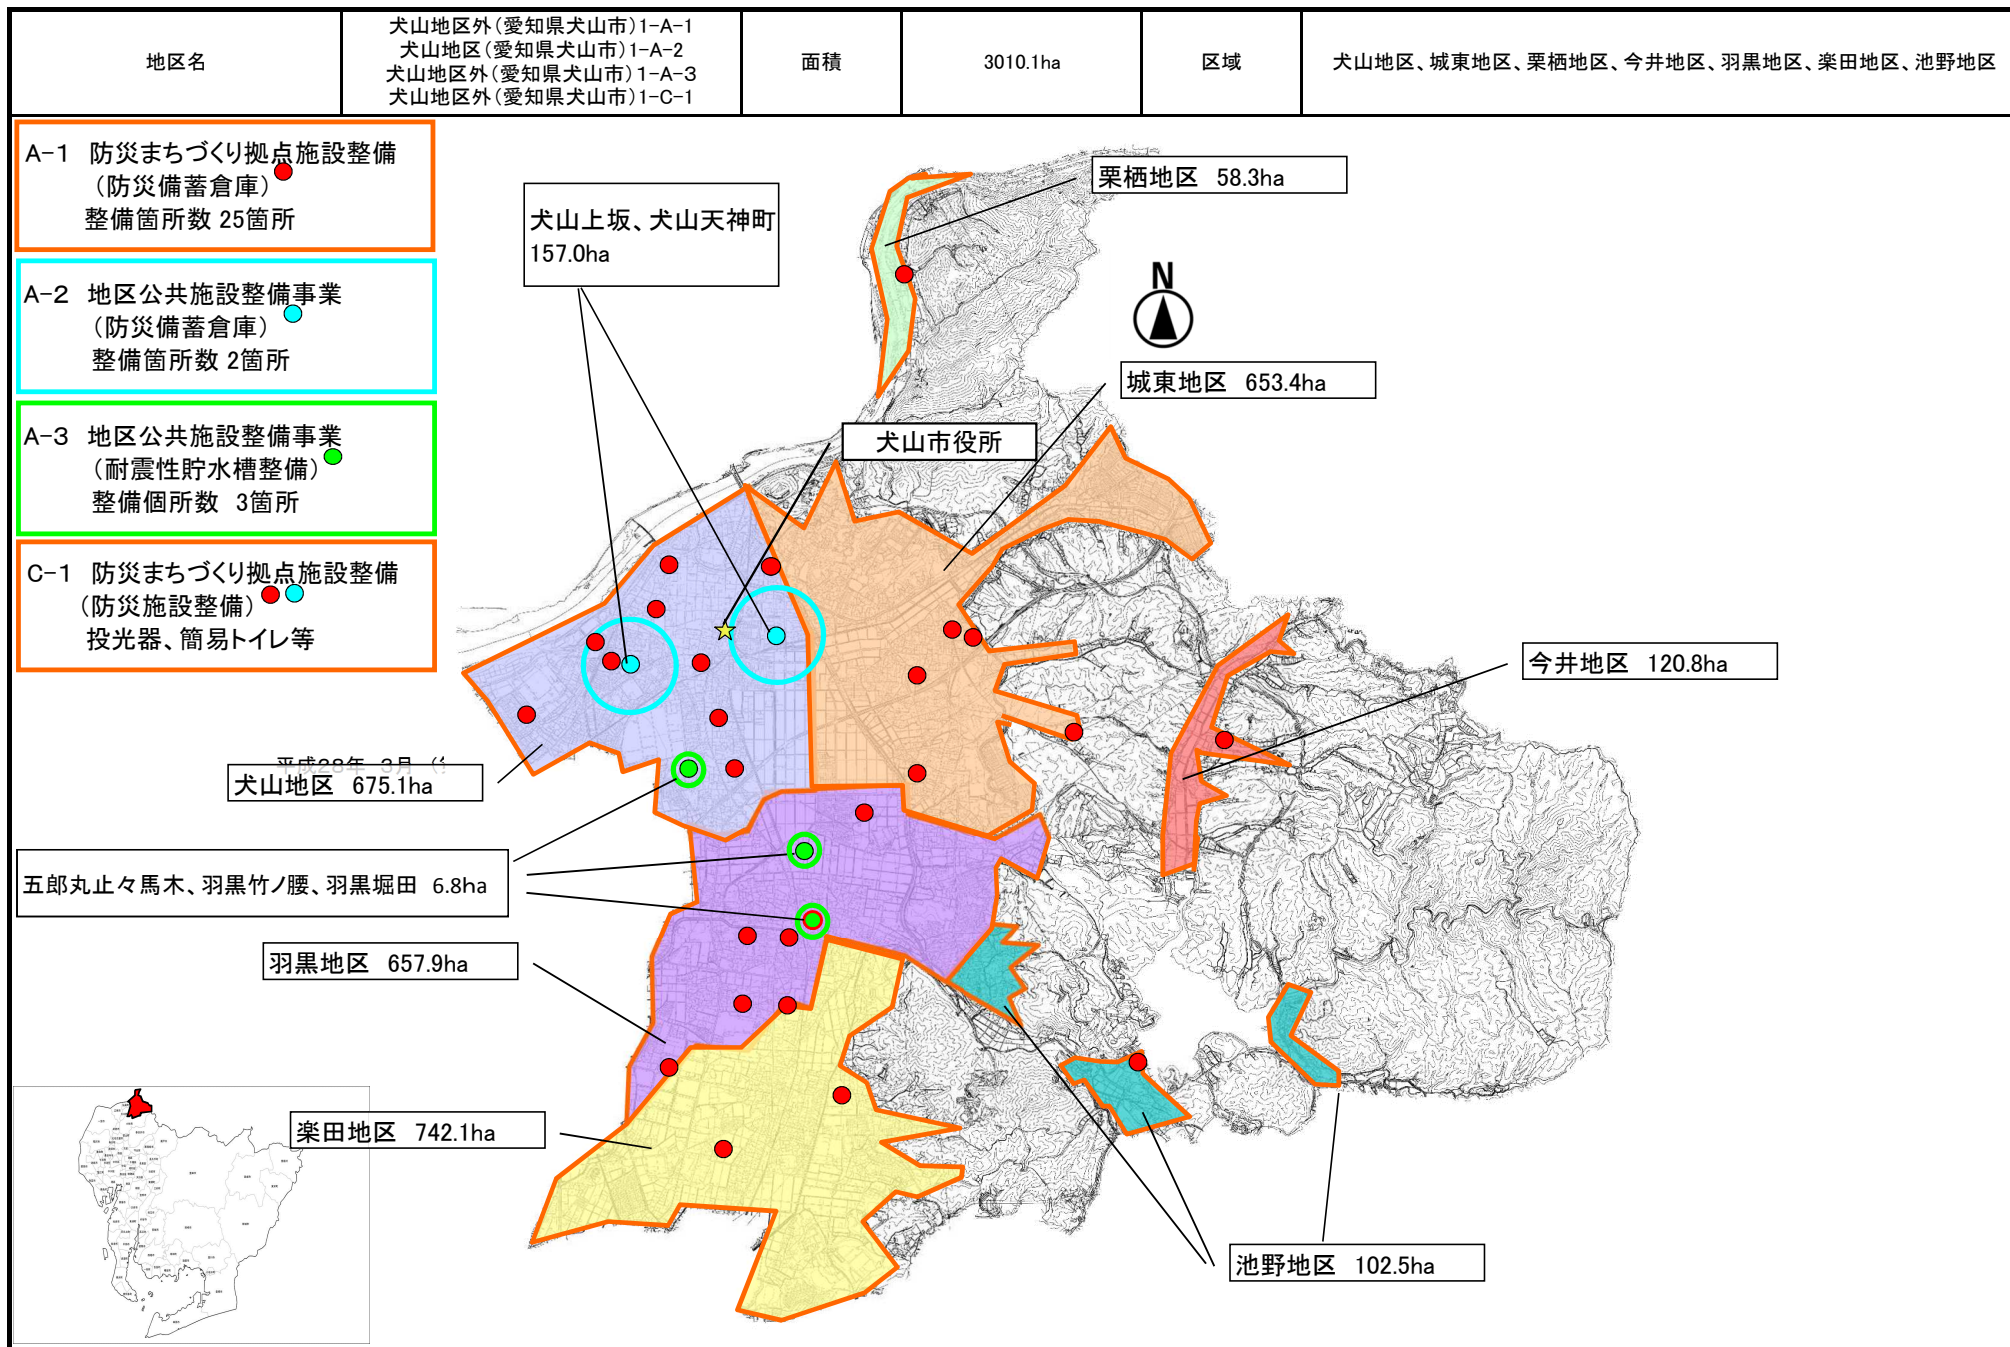 地区名
犬山地区外(愛知県犬山市)1-A-1
犬山地区(愛知県犬山市)1-A-2
犬山地区外(愛知県犬山市)1-A-3
犬山地区外(愛知県犬山市)1-C-1
面積
3010.1ha
区域
犬山地区、城東地区、栗栖地区、今井地区、羽黒地区、楽田地区、池野地区
A-1 防災まちづくり拠点施設整備
(防災備蓄倉庫)
整備箇所数 25箇所
A-2 地区公共施設整備事業
(防災備蓄倉庫)
整備箇所数 2箇所
A-3 地区公共施設整備事業
(耐震性貯水槽整備)
整備個所数 3箇所
C-1 防災まちづくり拠点施設整備
(防災施設整備)
投光器、簡易トイレ等
犬山上坂、犬山天神町
157.0ha
栗栖地区 58.3ha
N
城東地区 653.4ha
犬山市役所
今井地区 120.8ha
平成28年 3月
犬山地区 675.1ha
五郎丸止々馬木、羽黒竹ノ腰、羽黒堀田 6.8ha
羽黒地区 657.9ha
楽田地区 742.1ha
池野地区 102.5ha